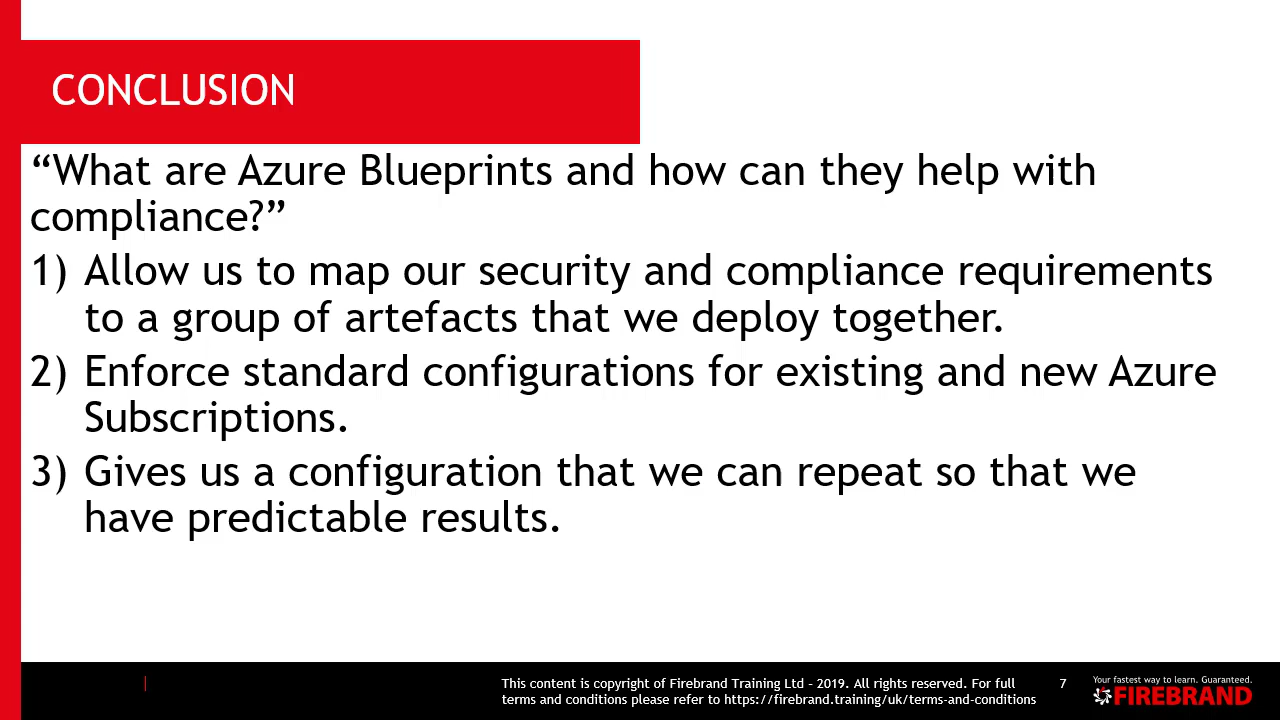 CONCLUSION
“What are Azure Blueprints and how can they help with
compliance?”
1) Allow us to map our security and compliance requirements
to a group of artefacts that we deploy together.
2) Enforce standard configurations for existing and new Azure
Subscriptions.
3) Gives us a configuration that we can repeat so that we
have predictable results.
This content is copyright of Firebrand Training Ltd – 2019. All rights reserved. For full
terms and conditions please refer to https://firebrand.training/uk/terms-and-conditions
7
Your fastest way to learn. Guaranteed.
FIREBRAND